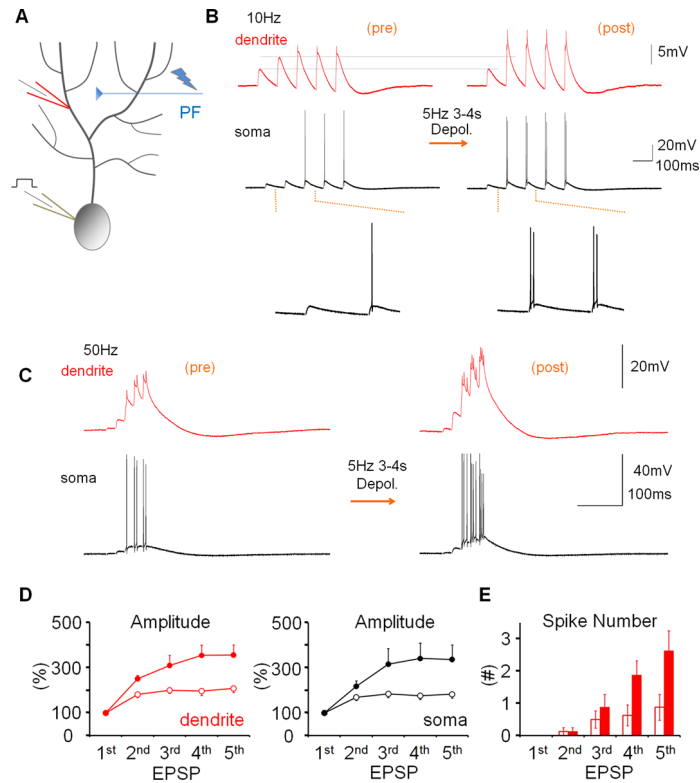 A
PF
B
10Hz
dendrite
(pre)
(post)
5mV
soma
5Hz 3-4s
Depol.
20mV
100ms
C
50Hz
dendrite
(pre)
(post)
20mV
soma
5Hz 3-4s
Depol.
40mV
100ms
D
Amplitude
500
300
100
0
(%)
dendrite
1st 2nd 3rd 4th 5th
EPSP
Amplitude
500
300
100
0
(%)
soma
1st 2nd 3rd 4th 5th
EPSP
E
Spike Number
3
2
1
0
(#)
1st 2nd 3rd 4th 5th
EPSP